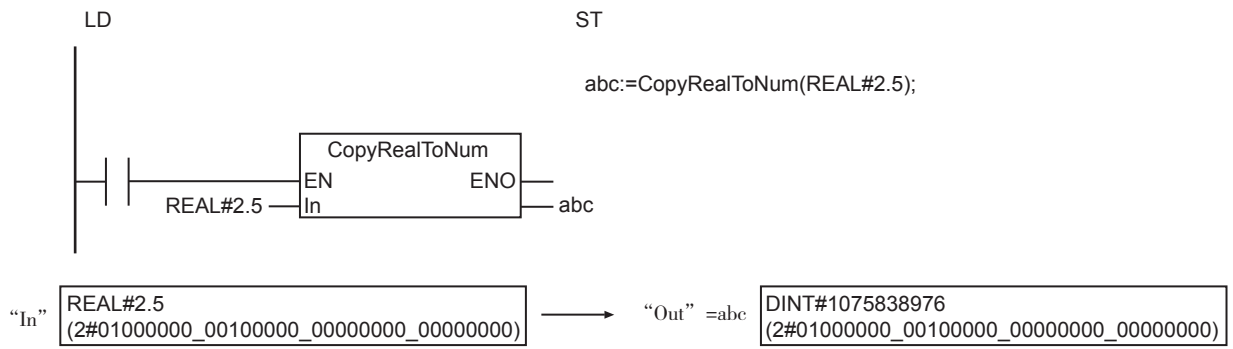 LD
ST
abc:=CopyRealToNum(REAL#2.5);
CopyRealToNum
EN ENO
REAL#2.5 In abc
“In” REAL#2.5
(2#01000000_00100000_00000000_00000000)
“Out” =abc DINT#1075838976
(2#01000000_00100000_00000000_00000000)